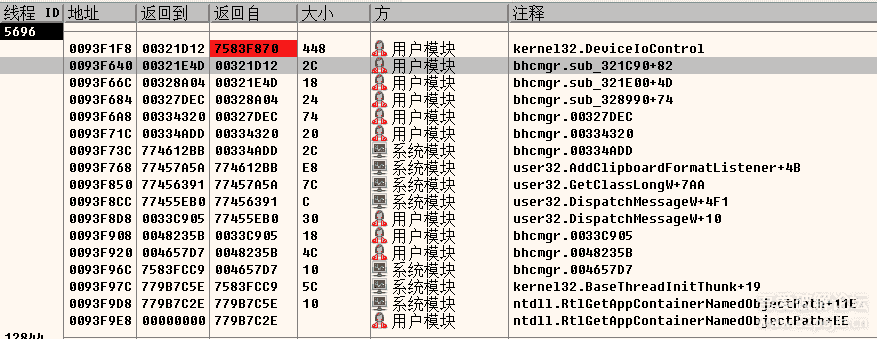 线程 ID 地址 返回到 返回自 大小 方 注释
5696
0093F1F8 00321D12 7583F870 448 用户模块 kernel32.DeviceIoControl
0093F640 00321E4D 00321D12 2C 用户模块 bhcmgr.sub_321C90+82
0093F66C 00328A04 00321E4D 18 用户模块 bhcmgr.sub_321E00+4D
0093F684 00327DEC 00328A04 24 用户模块 bhcmgr.sub_328990+74
0093F6A8 00334320 00327DEC 74 用户模块 bhcmgr.00327DEC
0093F71C 00334ADD 00334320 20 用户模块 bhcmgr.00334320
0093F73C 774612BB 00334ADD 2C 系统模块 bhcmgr.00334ADD
0093F768 77457A5A 774612BB E8 系统模块 user32.AddClipboardFormatListener+4B
0093F850 77456391 77457A5A 7C 系统模块 user32.GetClassLongW+7AA
0093F8CC 77455EB0 77456391 C 系统模块 user32.DispatchMessageW+4F1
0093F8D8 0033C905 77455EB0 30 用户模块 user32.DispatchMessageW+10
0093F908 0048235B 0033C905 18 用户模块 bhcmgr.0033C905
0093F920 004657D7 0048235B 4C 用户模块 bhcmgr.0048235B
0093F96C 7583FCC9 004657D7 10 系统模块 bhcmgr.004657D7
0093F97C 779B7C5E 7583FCC9 5C 系统模块 kernel32.BaseThreadInitThunk+19
0093F9D8 779B7C2E 779B7C5E 10 系统模块 ntdll.RtlGetAppContainerNamedObjectPath+11E
0093F9E8 00000000 779B7C2E 用户模块 ntdll.RtlGetAppContainerNamedObjectPath+EE
12844